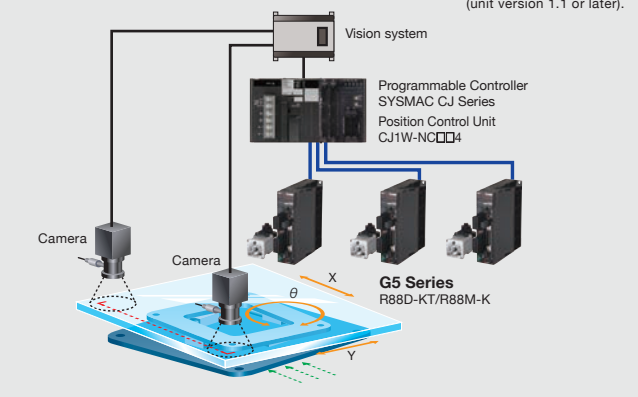 (unit version 1.1 or later).
Vision system
Programmable Controller
SYSMAC CJ Series
Position Control Unit
CJ1W-NC□□4
Camera
Camera
X
θ
G5 Series
R88D-KT/R88M-K
Y